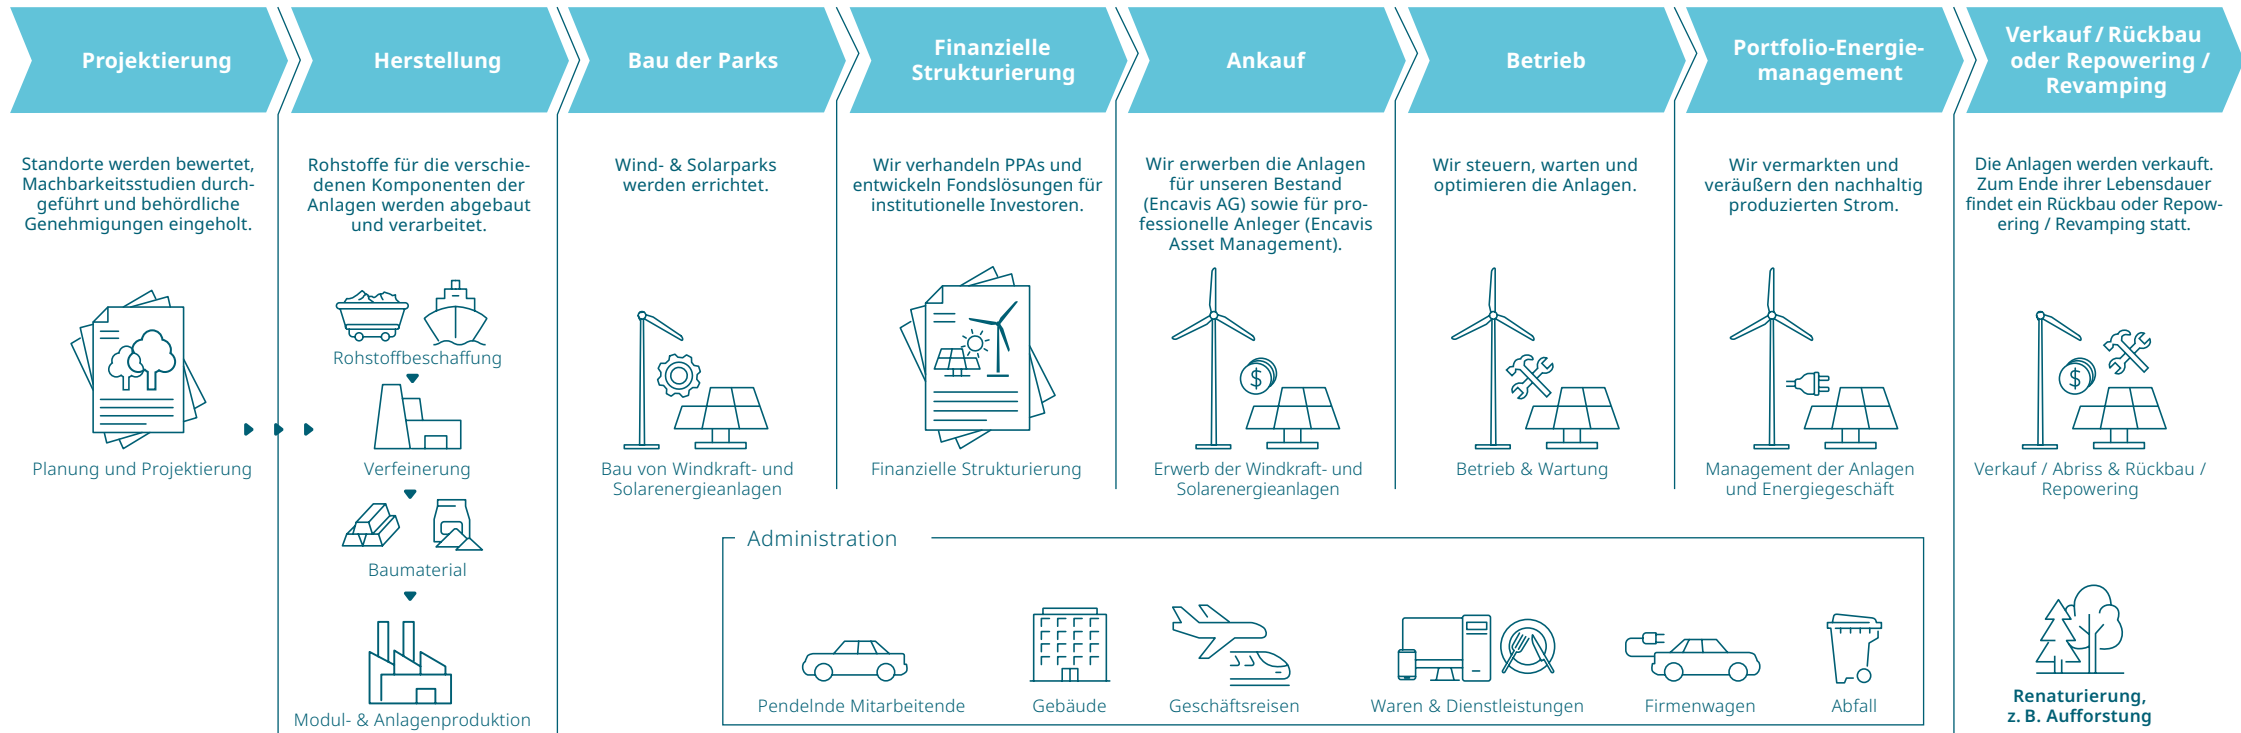 Projektierung
Herstellung
Bau der Parks
Finanzielle
Strukturierung
Ankauf
Betrieb
Portfolio-Energie-
management
Verkauf / Rückbau
oder Repowering /
Revamping
Standorte werden bewertet,
Machbarkeitsstudien durch-
geführt und behördliche
Genehmigungen eingeholt.
Rohstoffe für die verschie-
denen Komponenten der
Anlagen werden abgebaut
und verarbeitet.
Wind- & Solarparks
werden errichtet.
Wir verhandeln PPAs und
entwickeln Fondslösungen für
institutionelle Investoren.
Wir erwerben die Anlagen
für unseren Bestand
(Encavis AG) sowie für pro-
fessionelle Anleger (Encavis
Asset Management).
Wir steuern, warten und
optimieren die Anlagen.
Wir vermarkten und
veräußern den nachhaltig
produzierten Strom.
Die Anlagen werden verkauft.
Zum Ende ihrer Lebensdauer
findet ein Rückbau oder Repow-
ering / Revamping statt.
Planung und Projektierung
Rohstoffbeschaffung
Verfeinerung
Baumaterial
Modul- & Anlagenproduktion
Bau von Windkraft- und
Solarenergieanlagen
Finanzielle Strukturierung
$
Erwerb der Windkraft- und
Solarenergieanlagen
Betrieb & Wartung
Management der Anlagen
und Energiegeschäft
$
Verkauf / Abriss & Rückbau /
Repowering
Administration
Pendelnde Mitarbeitende
Gebäude
Geschäftsreisen
Waren & Dienstleistungen
Firmenwagen
Abfall
Renaturierung,
z. B. Aufforstung